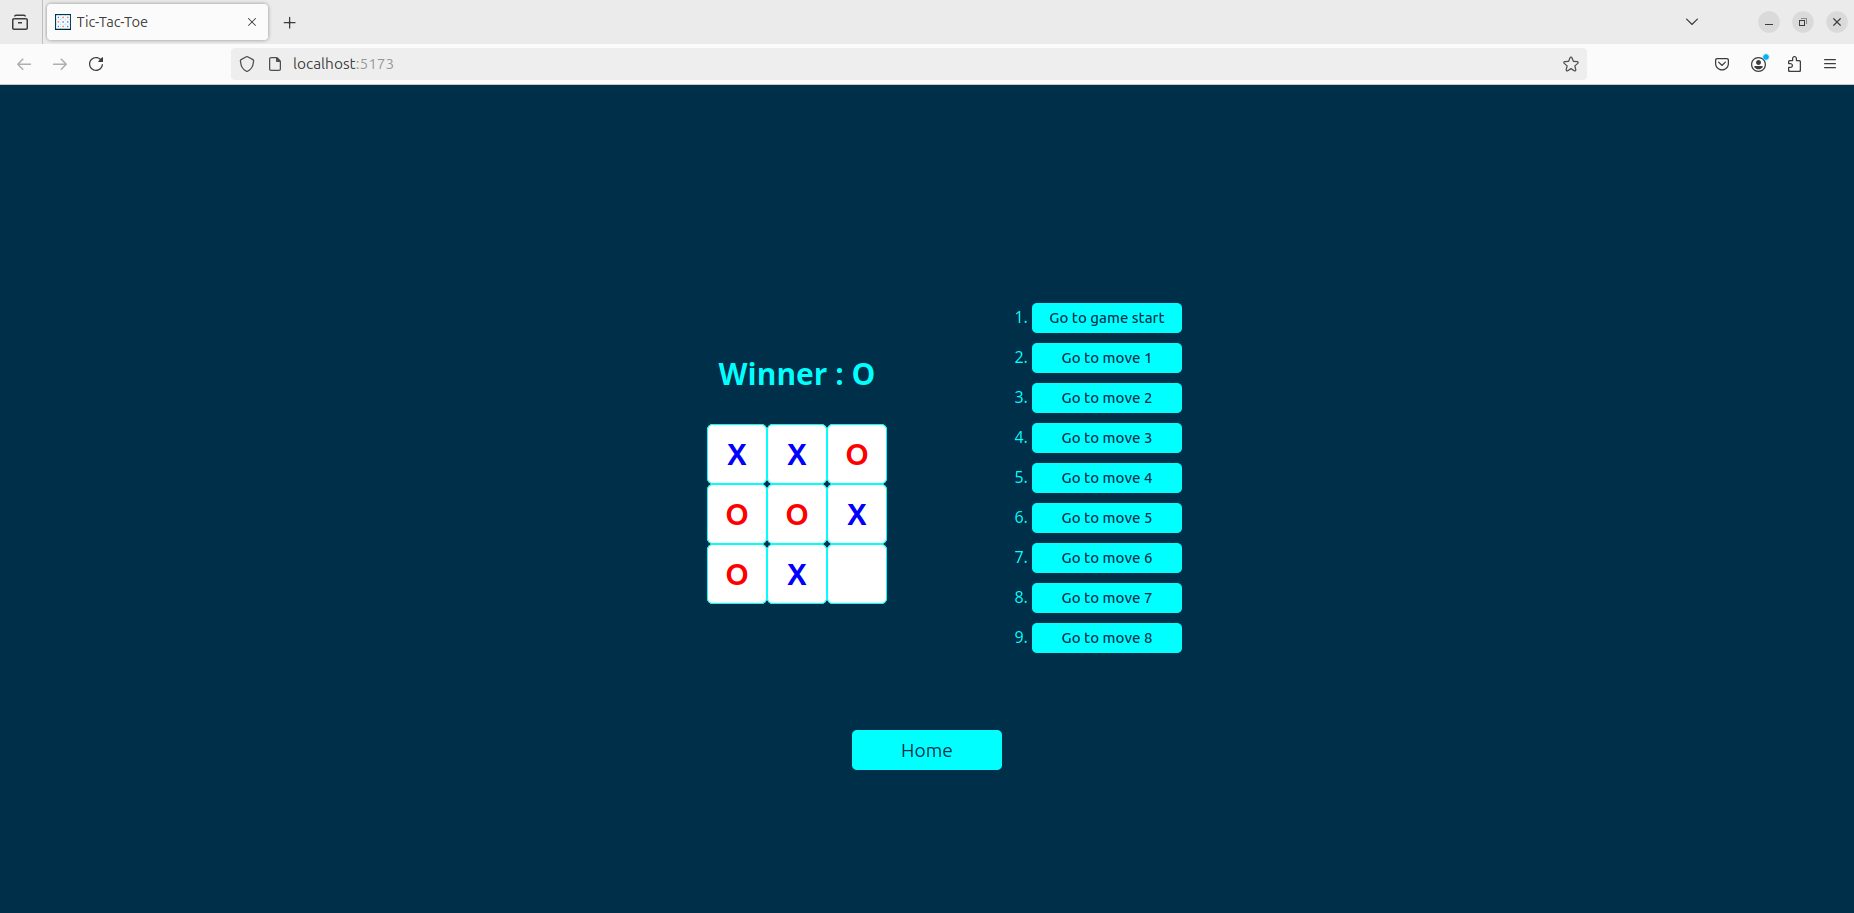 Tic-Tac-Toe
localhost:5173
Winner : O
X X O
O O X
O X
1. Go to game start
2. Go to move 1
3. Go to move 2
4. Go to move 3
5. Go to move 4
6. Go to move 5
7. Go to move 6
8. Go to move 7
9. Go to move 8
Home